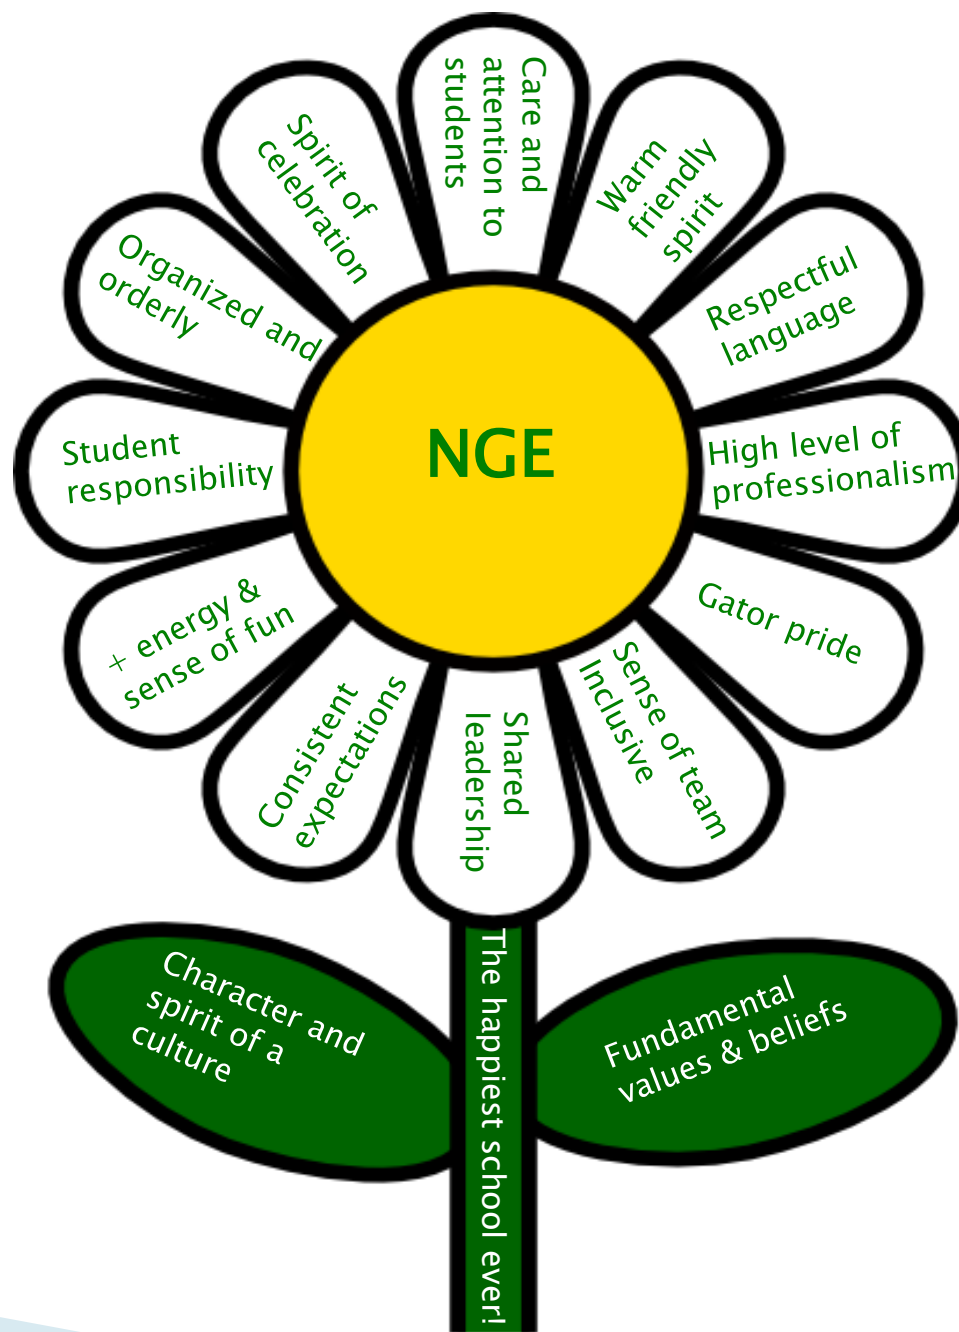 Care and
attention to
students
Warm
friendly
spirit
Respectful
language
High level of
professionalism
Gator pride
Sense of team
Inclusive
Shared
leadership
Consistent
expectations
+ energy &
sense of fun
Student
responsibility
Organized and
orderly
Spirit of
celebration
NGE
Character and
spirit of a
culture
The happiest school ever!
Fundamental
values & beliefs